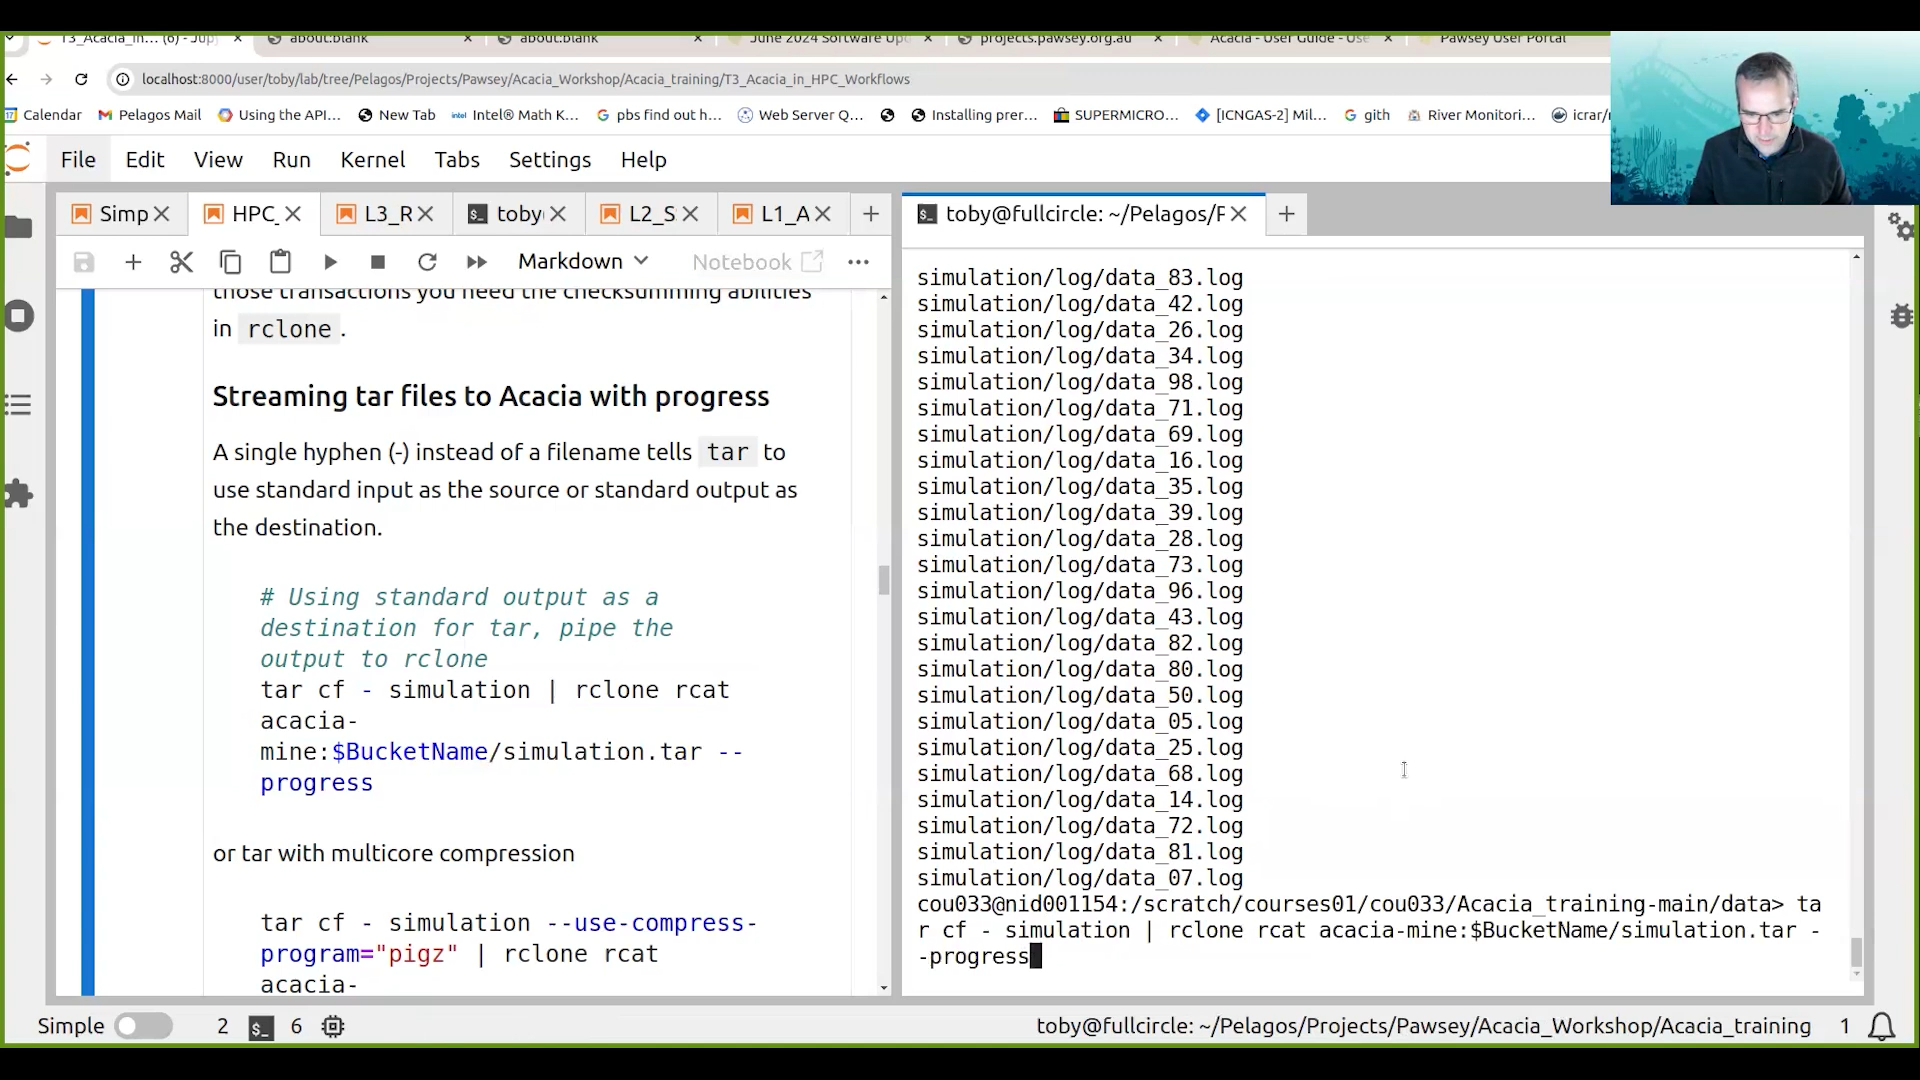 T3_Acacia_in… (6) - Jupy
about:blank
about:blank
June 2024 Software Up
projects.pawsey.org.au
Acacia - User Guide - Use
Pawsey User Portal
localhost:8000/user/toby/lab/tree/Pelagos/Projects/Pawsey/Acacia_Workshop/Acacia_training/T3_Acacia_in_HPC_Workflows
17 Calendar
Pelagos Mail
Using the API…
New Tab
intel Intel® Math K…
pbs find out h…
Web Server Q…
Installing prer…
SUPERMICRO…
[ICNGAS-2] Mil…
gith
River Monitori…
icrar/r
File Edit View Run Kernel Tabs Settings Help
Simp
HPC_
L3_R
toby
L2_S
L1_A
toby@fullcircle: ~/Pelagos/P
Markdown
Notebook
those transactions you need the checksumming abilities
in rclone .
Streaming tar files to Acacia with progress
A single hyphen (-) instead of a filename tells tar to
use standard input as the source or standard output as
the destination.
# Using standard output as a
destination for tar, pipe the
output to rclone
tar cf - simulation | rclone rcat
acacia-
mine:$BucketName/simulation.tar --
progress
or tar with multicore compression
tar cf - simulation --use-compress-
program="pigz" | rclone rcat
acacia-
simulation/log/data_83.log
simulation/log/data_42.log
simulation/log/data_26.log
simulation/log/data_34.log
simulation/log/data_98.log
simulation/log/data_71.log
simulation/log/data_69.log
simulation/log/data_16.log
simulation/log/data_35.log
simulation/log/data_39.log
simulation/log/data_28.log
simulation/log/data_73.log
simulation/log/data_96.log
simulation/log/data_43.log
simulation/log/data_82.log
simulation/log/data_80.log
simulation/log/data_50.log
simulation/log/data_05.log
simulation/log/data_25.log
simulation/log/data_68.log
simulation/log/data_14.log
simulation/log/data_72.log
simulation/log/data_81.log
simulation/log/data_07.log
cou033@nid001154:/scratch/courses01/cou033/Acacia_training-main/data> ta
r cf - simulation | rclone rcat acacia-mine:$BucketName/simulation.tar -
-progress
Simple
2
6
toby@fullcircle: ~/Pelagos/Projects/Pawsey/Acacia_Workshop/Acacia_training
1